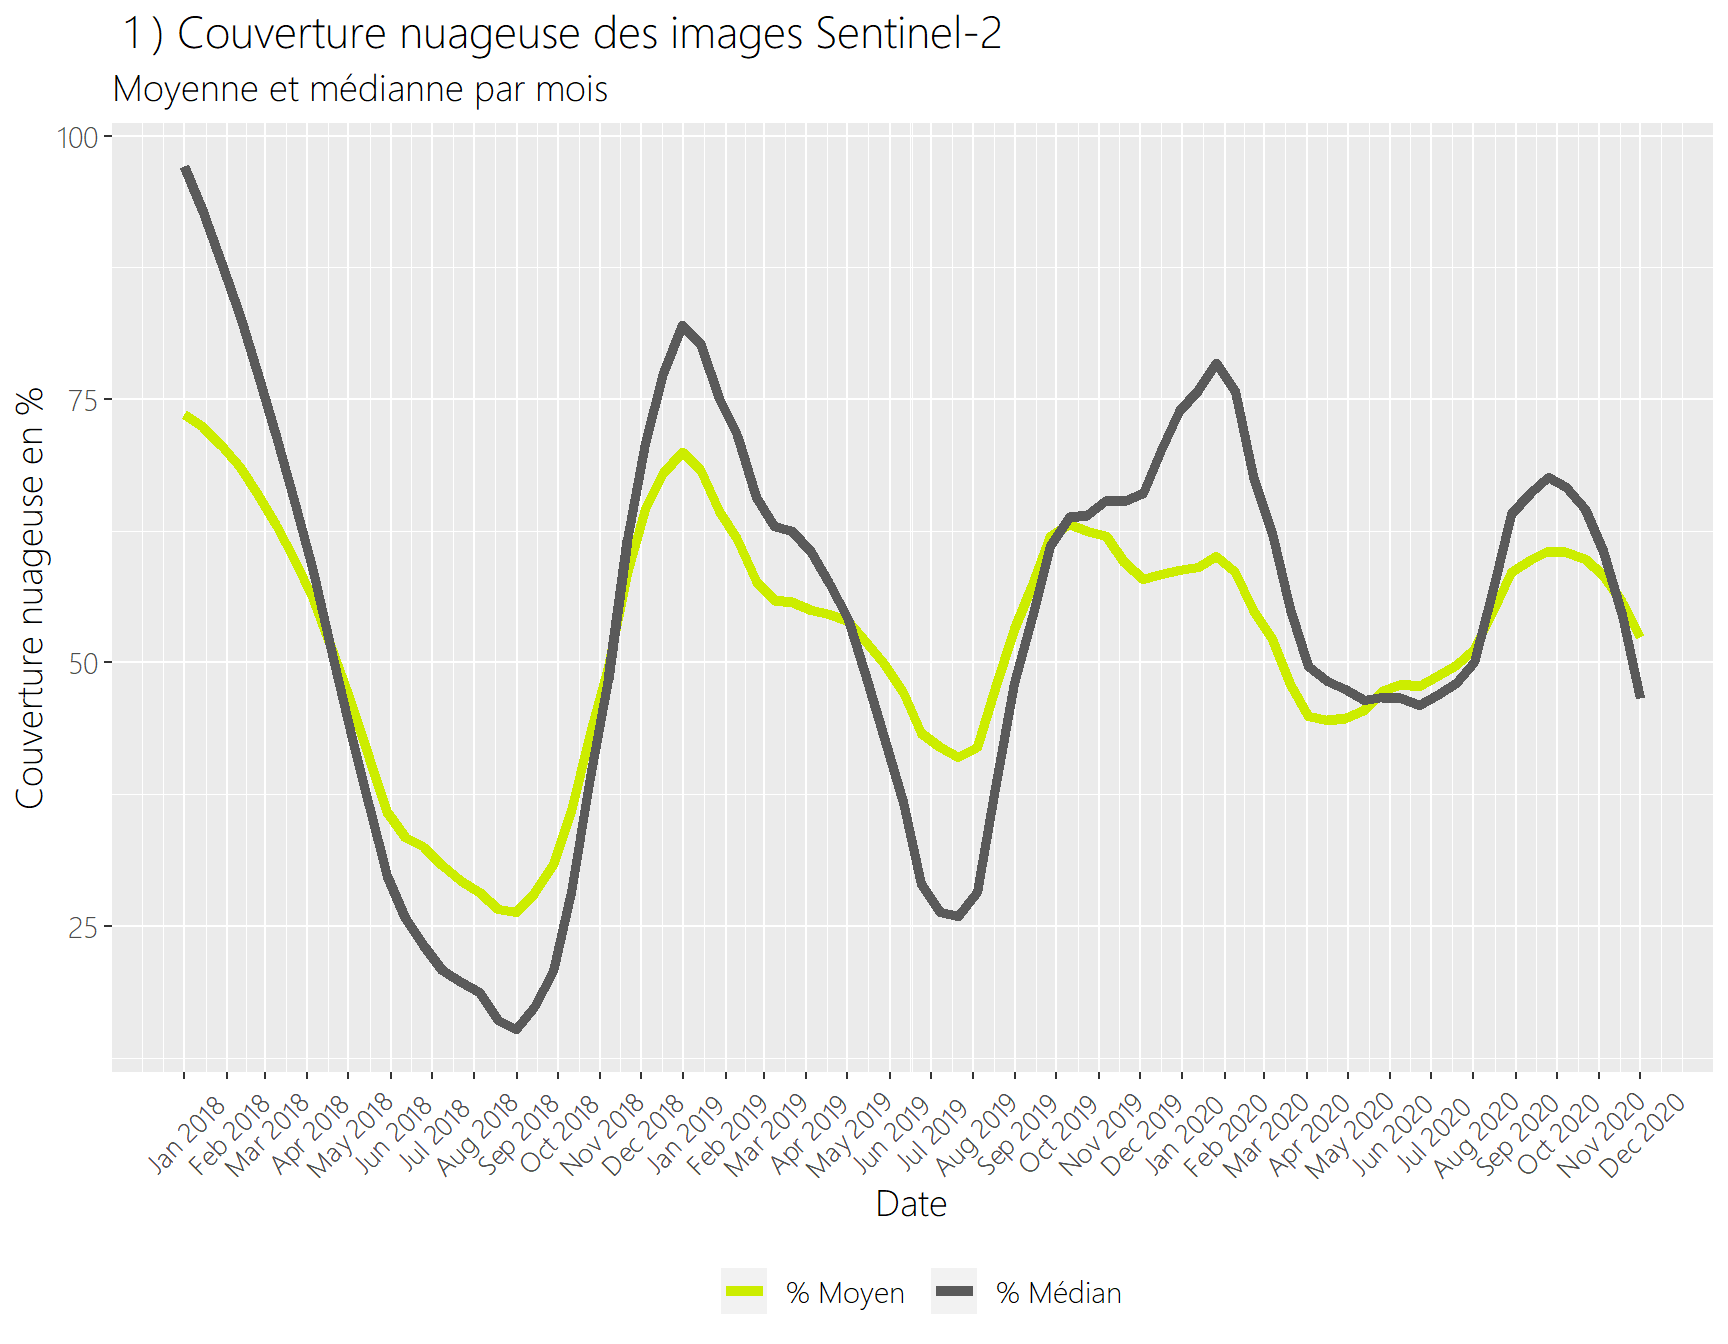 1 ) Couverture nuageuse des images Sentinel-2
Moyenne et médianne par mois
Couverture nuageuse en %
100
75
50
25
Jan 2018
Feb 2018
Mar 2018
Apr 2018
May 2018
Jun 2018
Jul 2018
Aug 2018
Sep 2018
Oct 2018
Nov 2018
Dec 2018
Jan 2019
Feb 2019
Mar 2019
Apr 2019
May 2019
Jun 2019
Jul 2019
Aug 2019
Sep 2019
Oct 2019
Nov 2019
Dec 2019
Jan 2020
Feb 2020
Mar 2020
Apr 2020
May 2020
Jun 2020
Jul 2020
Aug 2020
Sep 2020
Oct 2020
Nov 2020
Dec 2020
Date
% Moyen
% Médian